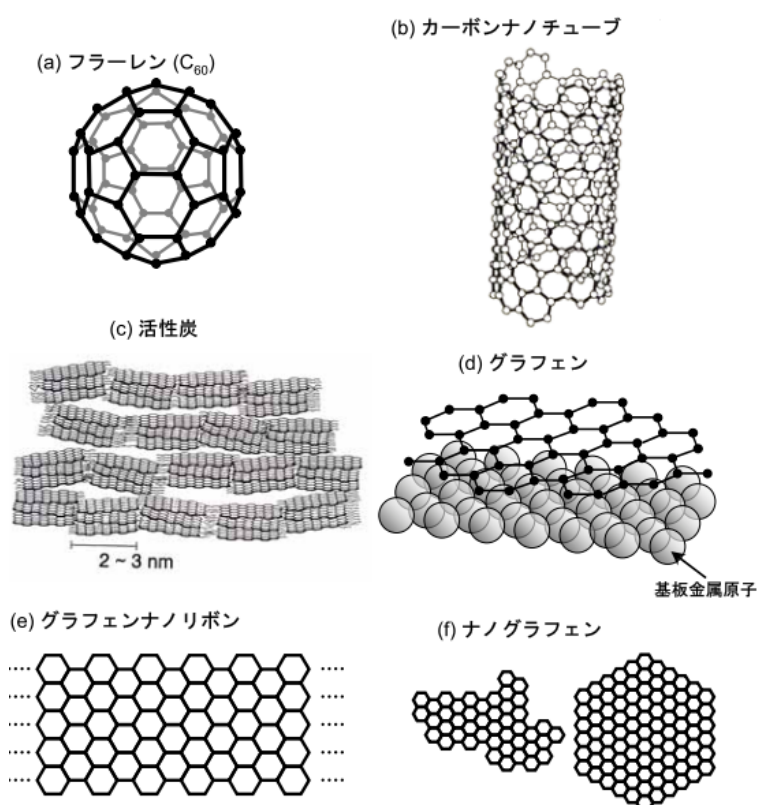 (a) フラーレン (C₆₀)
(b) カーボンナノチューブ
(c) 活性炭
2 ~ 3 nm
(d) グラフェン
基板金属原子
(e) グラフェンナノリボン
(f) ナノグラフェン